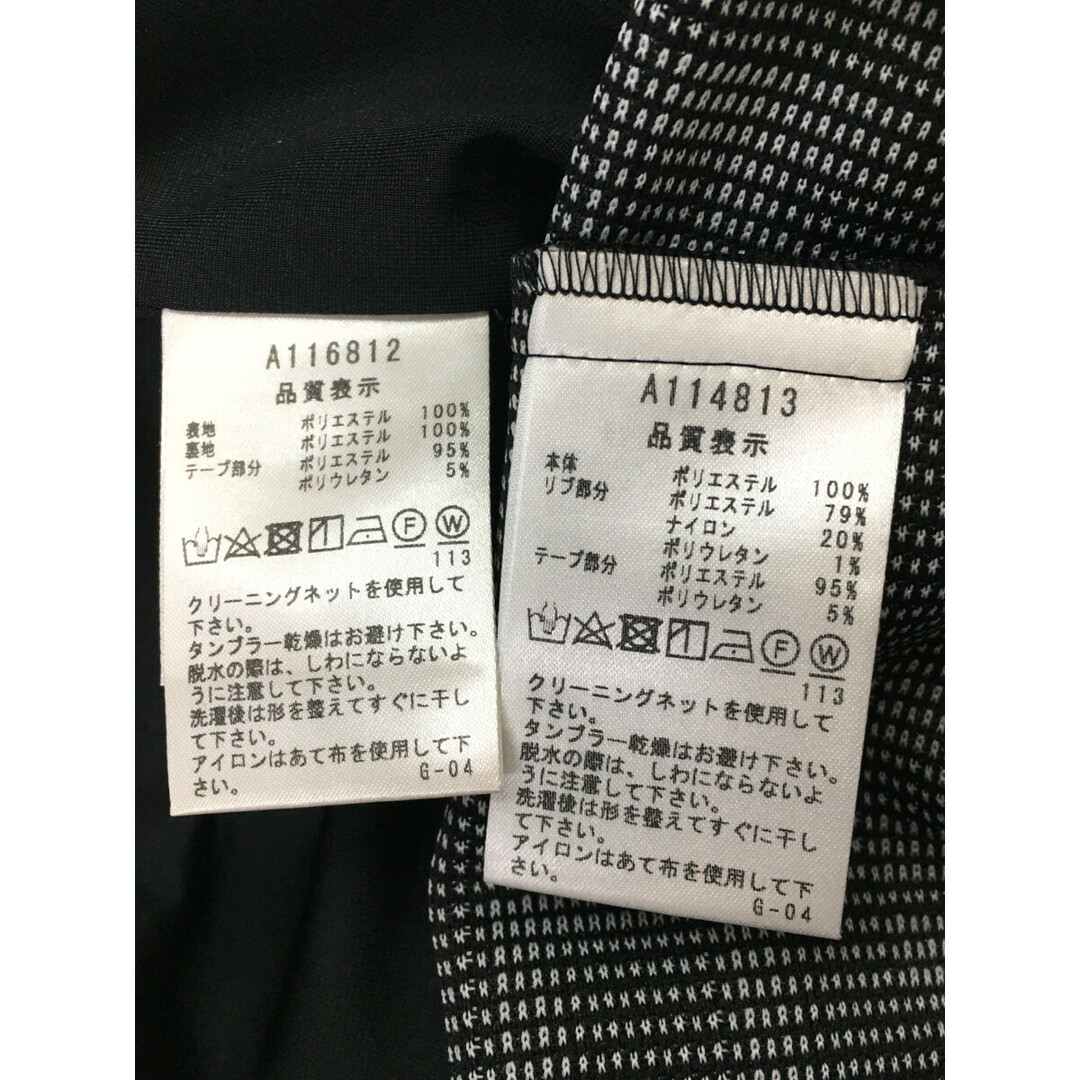 A116812
品質表示
表地 ポリエステル 100%
裏地 ポリエステル 100%
テープ部分 ポリエステル 95%
ポリウレタン 5%
F W
113
クリーニングネットを使用して
下さい。
タンブラー乾燥はお避け下さい。
脱水の際は、しわにならないよ
うに注意して下さい。
洗濯後は形を整えてすぐに干し
て下さい。
アイロンはあて布を使用して下
さい。 G-04
A114813
品質表示
本体 ポリエステル 100%
リブ部分 ポリエステル 79%
ナイロン 20%
ポリウレタン 1%
テープ部分 ポリエステル 95%
ポリウレタン 5%
F W
113
クリーニングネットを使用して
下さい。
タンブラー乾燥はお避け下さい。
脱水の際は、しわにならないよ
うに注意して下さい。
洗濯後は形を整えてすぐに干し
て下さい。
アイロンはあて布を使用して下
さい。
G-04